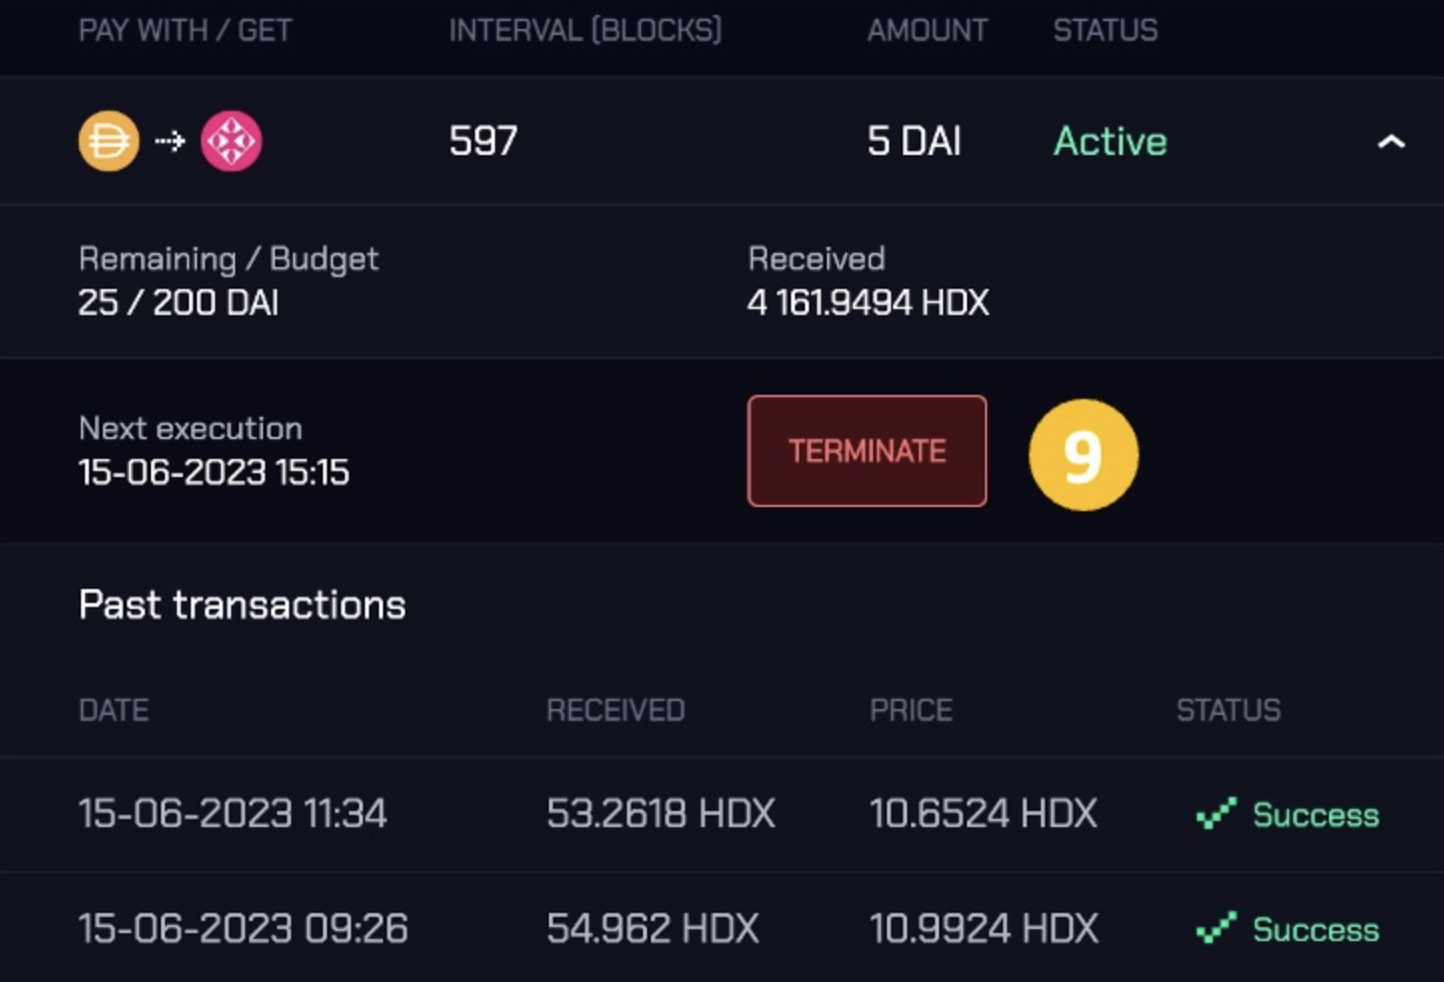 PAY WITH / GET INTERVAL (BLOCKS) AMOUNT STATUS
597 5 DAI Active
Remaining / Budget Received
25 / 200 DAI 4 161.9494 HDX
Next execution
15-06-2023 15:15
TERMINATE 9
Past transactions
DATE RECEIVED PRICE STATUS
15-06-2023 11:34 53.2618 HDX 10.6524 HDX Success
15-06-2023 09:26 54.962 HDX 10.9924 HDX Success